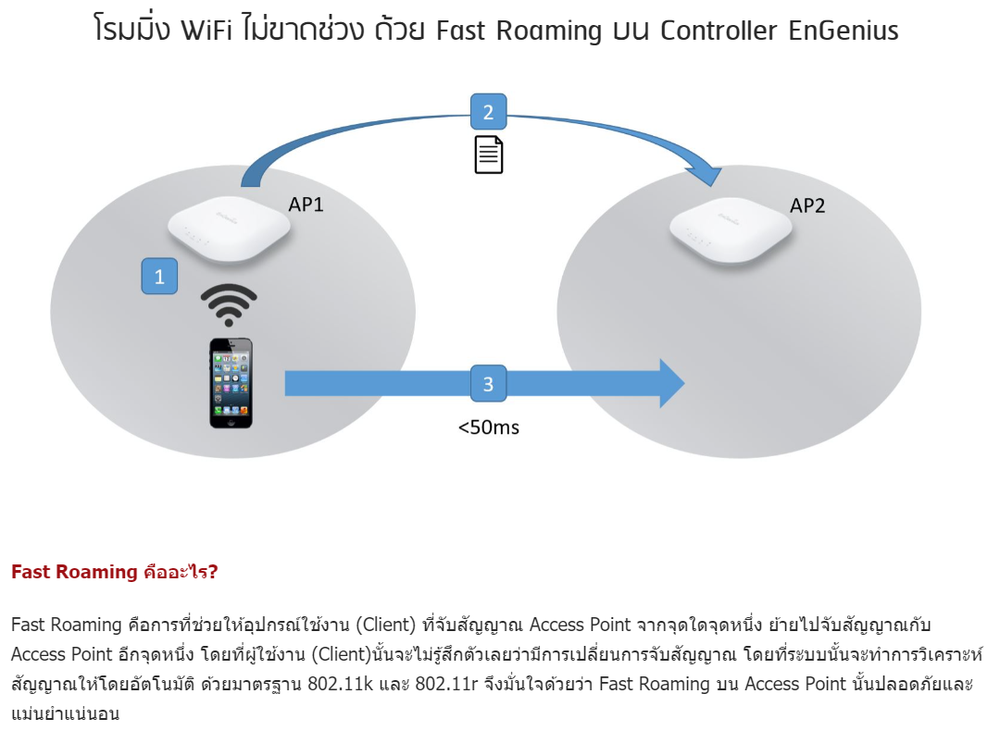 โรมมิ่ง WiFi ไม่ขาดช่วง ด้วย Fast Roaming บน Controller EnGenius
2
AP1
AP2
1
3
<50ms
Fast Roaming คืออะไร?
Fast Roaming คือการที่ช่วยให้อุปกรณ์ใช้งาน (Client) ที่จับสัญญาณ Access Point จากจุดใดจุดหนึ่ง ย้ายไปจับสัญญาณกับ
Access Point อีกจุดหนึ่ง โดยที่ผู้ใช้งาน (Client)นั้นจะไม่รู้สึกตัวเลยว่ามีการเปลี่ยนการจับสัญญาณ โดยที่ระบบนั้นจะทำการวิเคราะห์
สัญญาณให้โดยอัตโนมัติ ด้วยมาตรฐาน 802.11k และ 802.11r จึงมั่นใจด้วยว่า Fast Roaming บน Access Point นั้นปลอดภัยและ
แม่นยำแน่นอน